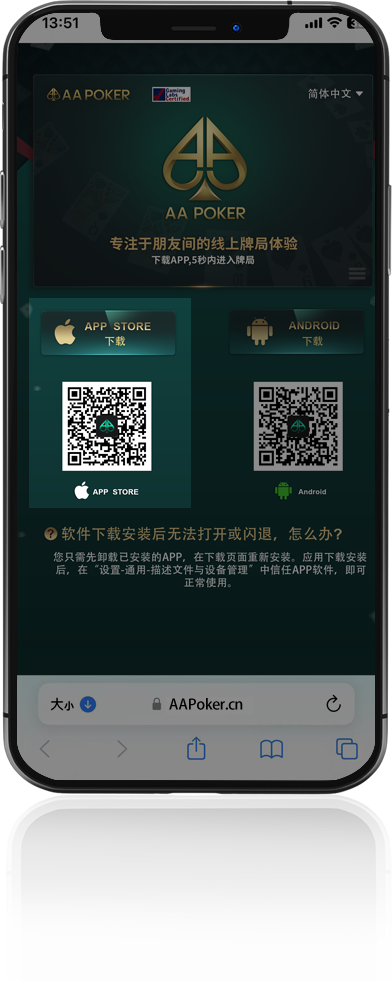 13:51
AA POKER
Gaming
Labs
Certified
简体中文
AA POKER
专注于朋友间的线上牌局体验
下载APP,5秒内进入牌局
APP STORE
下载
ANDROID
下载
APP STORE
Android
软件下载安装后无法打开或闪退，怎么办?
您只需先卸载已安装的APP，在下载页面重新安装。应用下载安装
后，在“设置-通用-描述文件与设备管理”中信任APP软件，即可
正常使用。
大小
AAPoker.cn